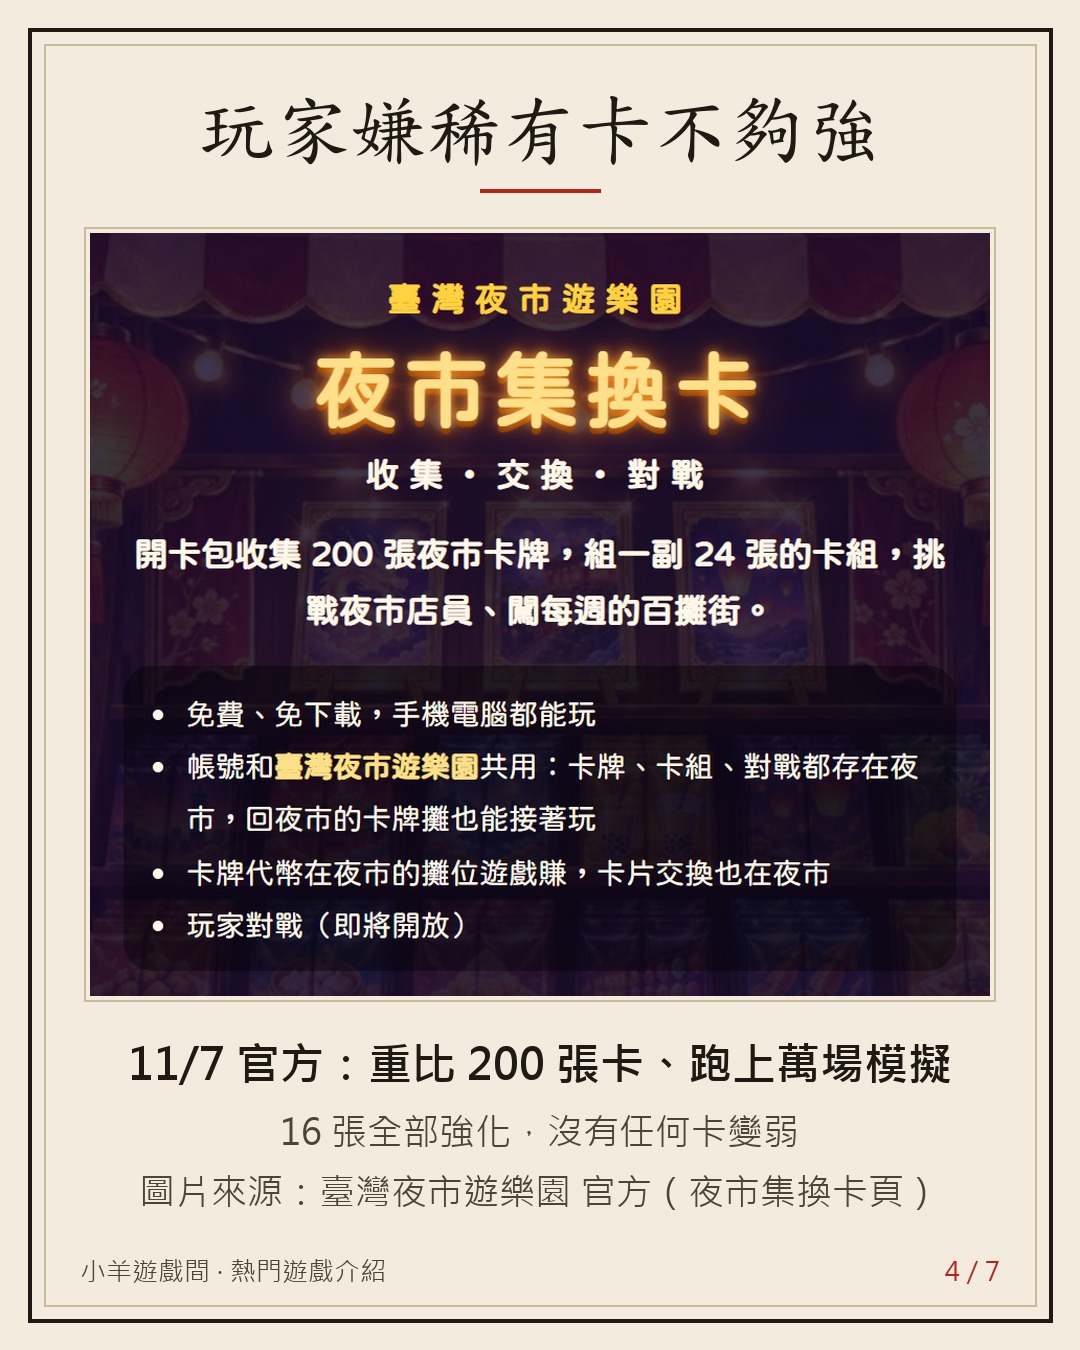 玩家嫌稀有卡不夠強
臺灣夜市遊樂園
夜市集換卡
收集・交換・對戰
開卡包收集 200 張夜市卡牌，組一副 24 張的卡組，挑
戰夜市店員、闖每週的百攤街。
• 免費、免下載，手機電腦都能玩
• 帳號和臺灣夜市遊樂園共用：卡牌、卡組、對戰都存在夜
市，回夜市的卡牌攤也能接著玩
• 卡牌代幣在夜市的攤位遊戲賺，卡片交換也在夜市
• 玩家對戰（即將開放）
11/7 官方：重比 200 張卡、跑上萬場模擬
16 張全部強化，沒有任何卡變弱
圖片來源：臺灣夜市遊樂園 官方（夜市集換卡頁）
小羊遊戲間 · 熱門遊戲介紹
4 / 7